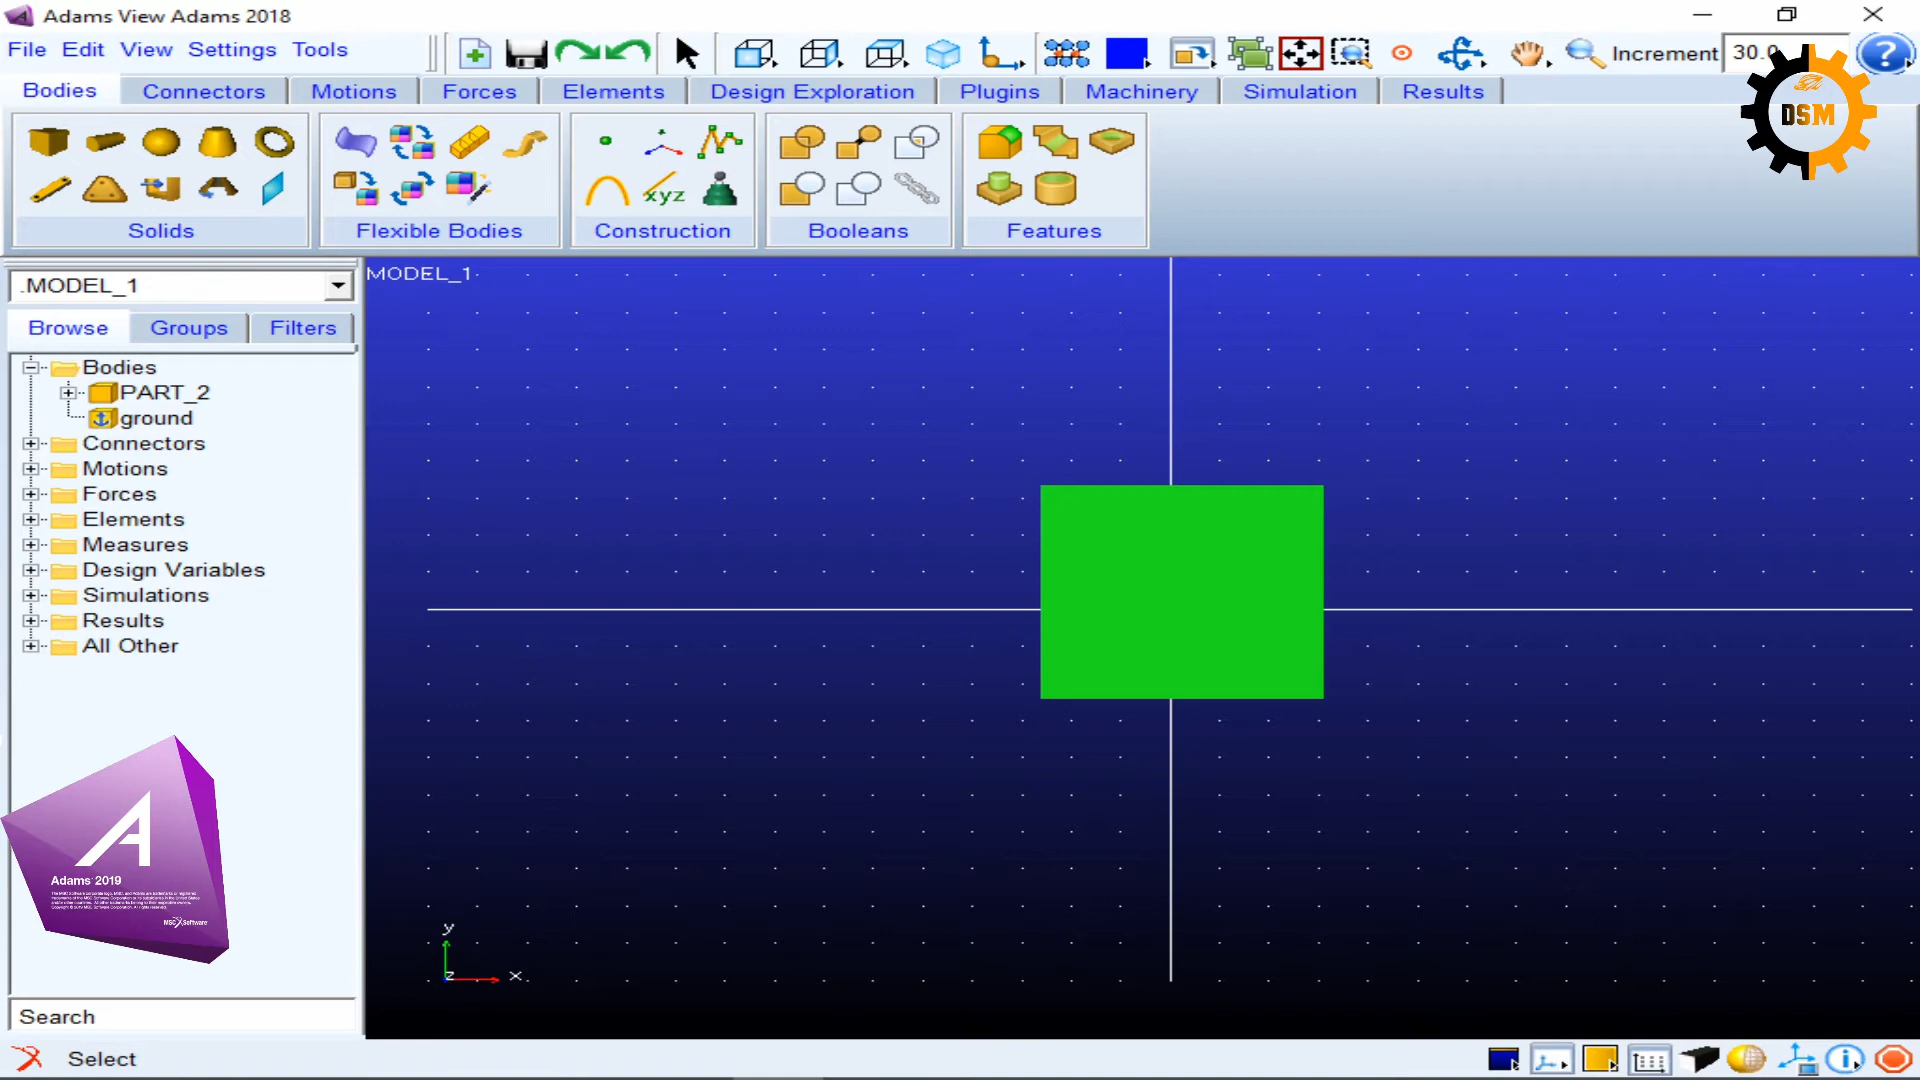 Adams View Adams 2018
File Edit View Settings Tools
Increment 30.0
Bodies Connectors Motions Forces Elements Design Exploration Plugins Machinery Simulation Results
DSM
xyz
Solids Flexible Bodies Construction Booleans Features
.MODEL_1
MODEL_1
Browse Groups Filters
Bodies
PART_2
ground
Connectors
Motions
Forces
Elements
Measures
Design Variables
Simulations
Results
All Other
A
Adams 2019
MSC Software
y
z x
Search
Select